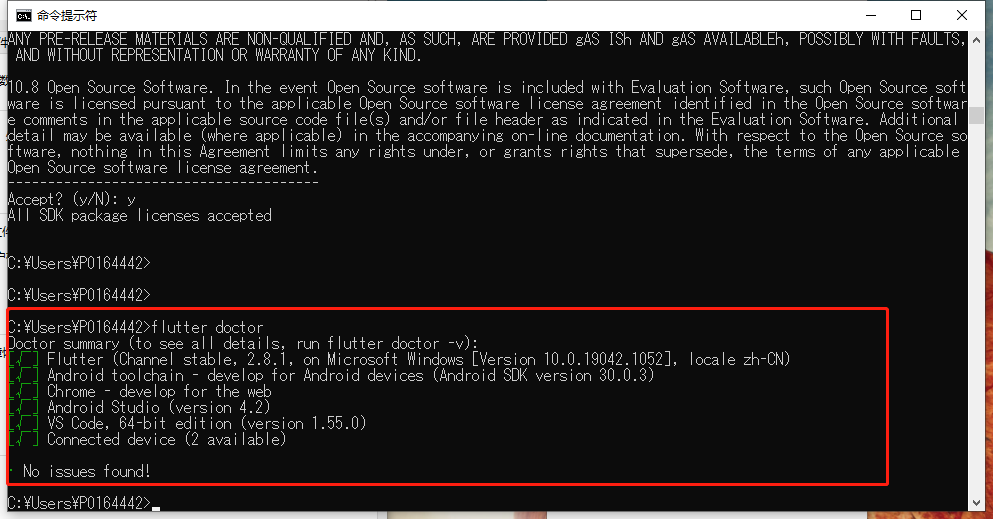 命令提示符
ANY PRE-RELEASE MATERIALS ARE NON-QUALIFIED AND, AS SUCH, ARE PROVIDED gAS ISh AND gAS AVAILABLEh, POSSIBLY WITH FAULTS,
AND WITHOUT REPRESENTATION OR WARRANTY OF ANY KIND.
10.8 Open Source Software. In the event Open Source software is included with Evaluation Software, such Open Source soft
ware is licensed pursuant to the applicable Open Source software license agreement identified in the Open Source softwar
e comments in the applicable source code file(s) and/or file header as indicated in the Evaluation Software. Additional
detail may be available (where applicable) in the accompanying on-line documentation. With respect to the Open Source so
ftware, nothing in this Agreement limits any rights under, or grants rights that supersede, the terms of any applicable
Open Source software license agreement.
---------------------------------------
Accept? (y/N): y
All SDK package licenses accepted
C:¥Users¥P0164442>
C:¥Users¥P0164442>
C:¥Users¥P0164442>flutter doctor
Doctor summary (to see all details, run flutter doctor -v):
[√] Flutter (Channel stable, 2.8.1, on Microsoft Windows [Version 10.0.19042.1052], locale zh-CN)
[√] Android toolchain - develop for Android devices (Android SDK version 30.0.3)
[√] Chrome - develop for the web
[√] Android Studio (version 4.2)
[√] VS Code, 64-bit edition (version 1.55.0)
[√] Connected device (2 available)
· No issues found!
C:¥Users¥P0164442>